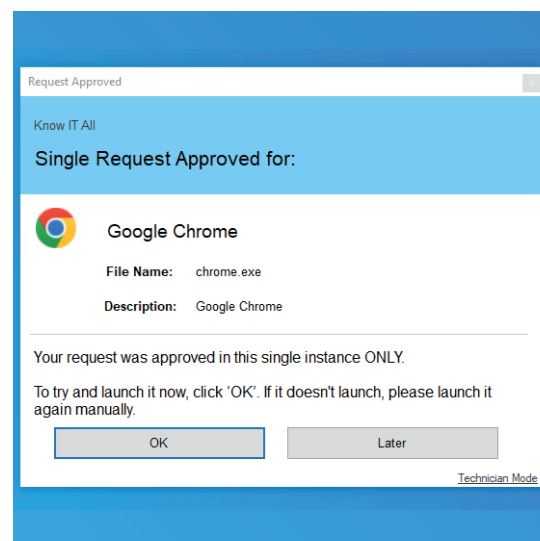 Request Approved
Know IT All
Single Request Approved for:
Google Chrome
File Name: chrome.exe
Description: Google Chrome
Your request was approved in this single instance ONLY.
To try and launch it now, click 'OK'. If it doesn't launch, please launch it
again manually.
OK Later
Technician Mode